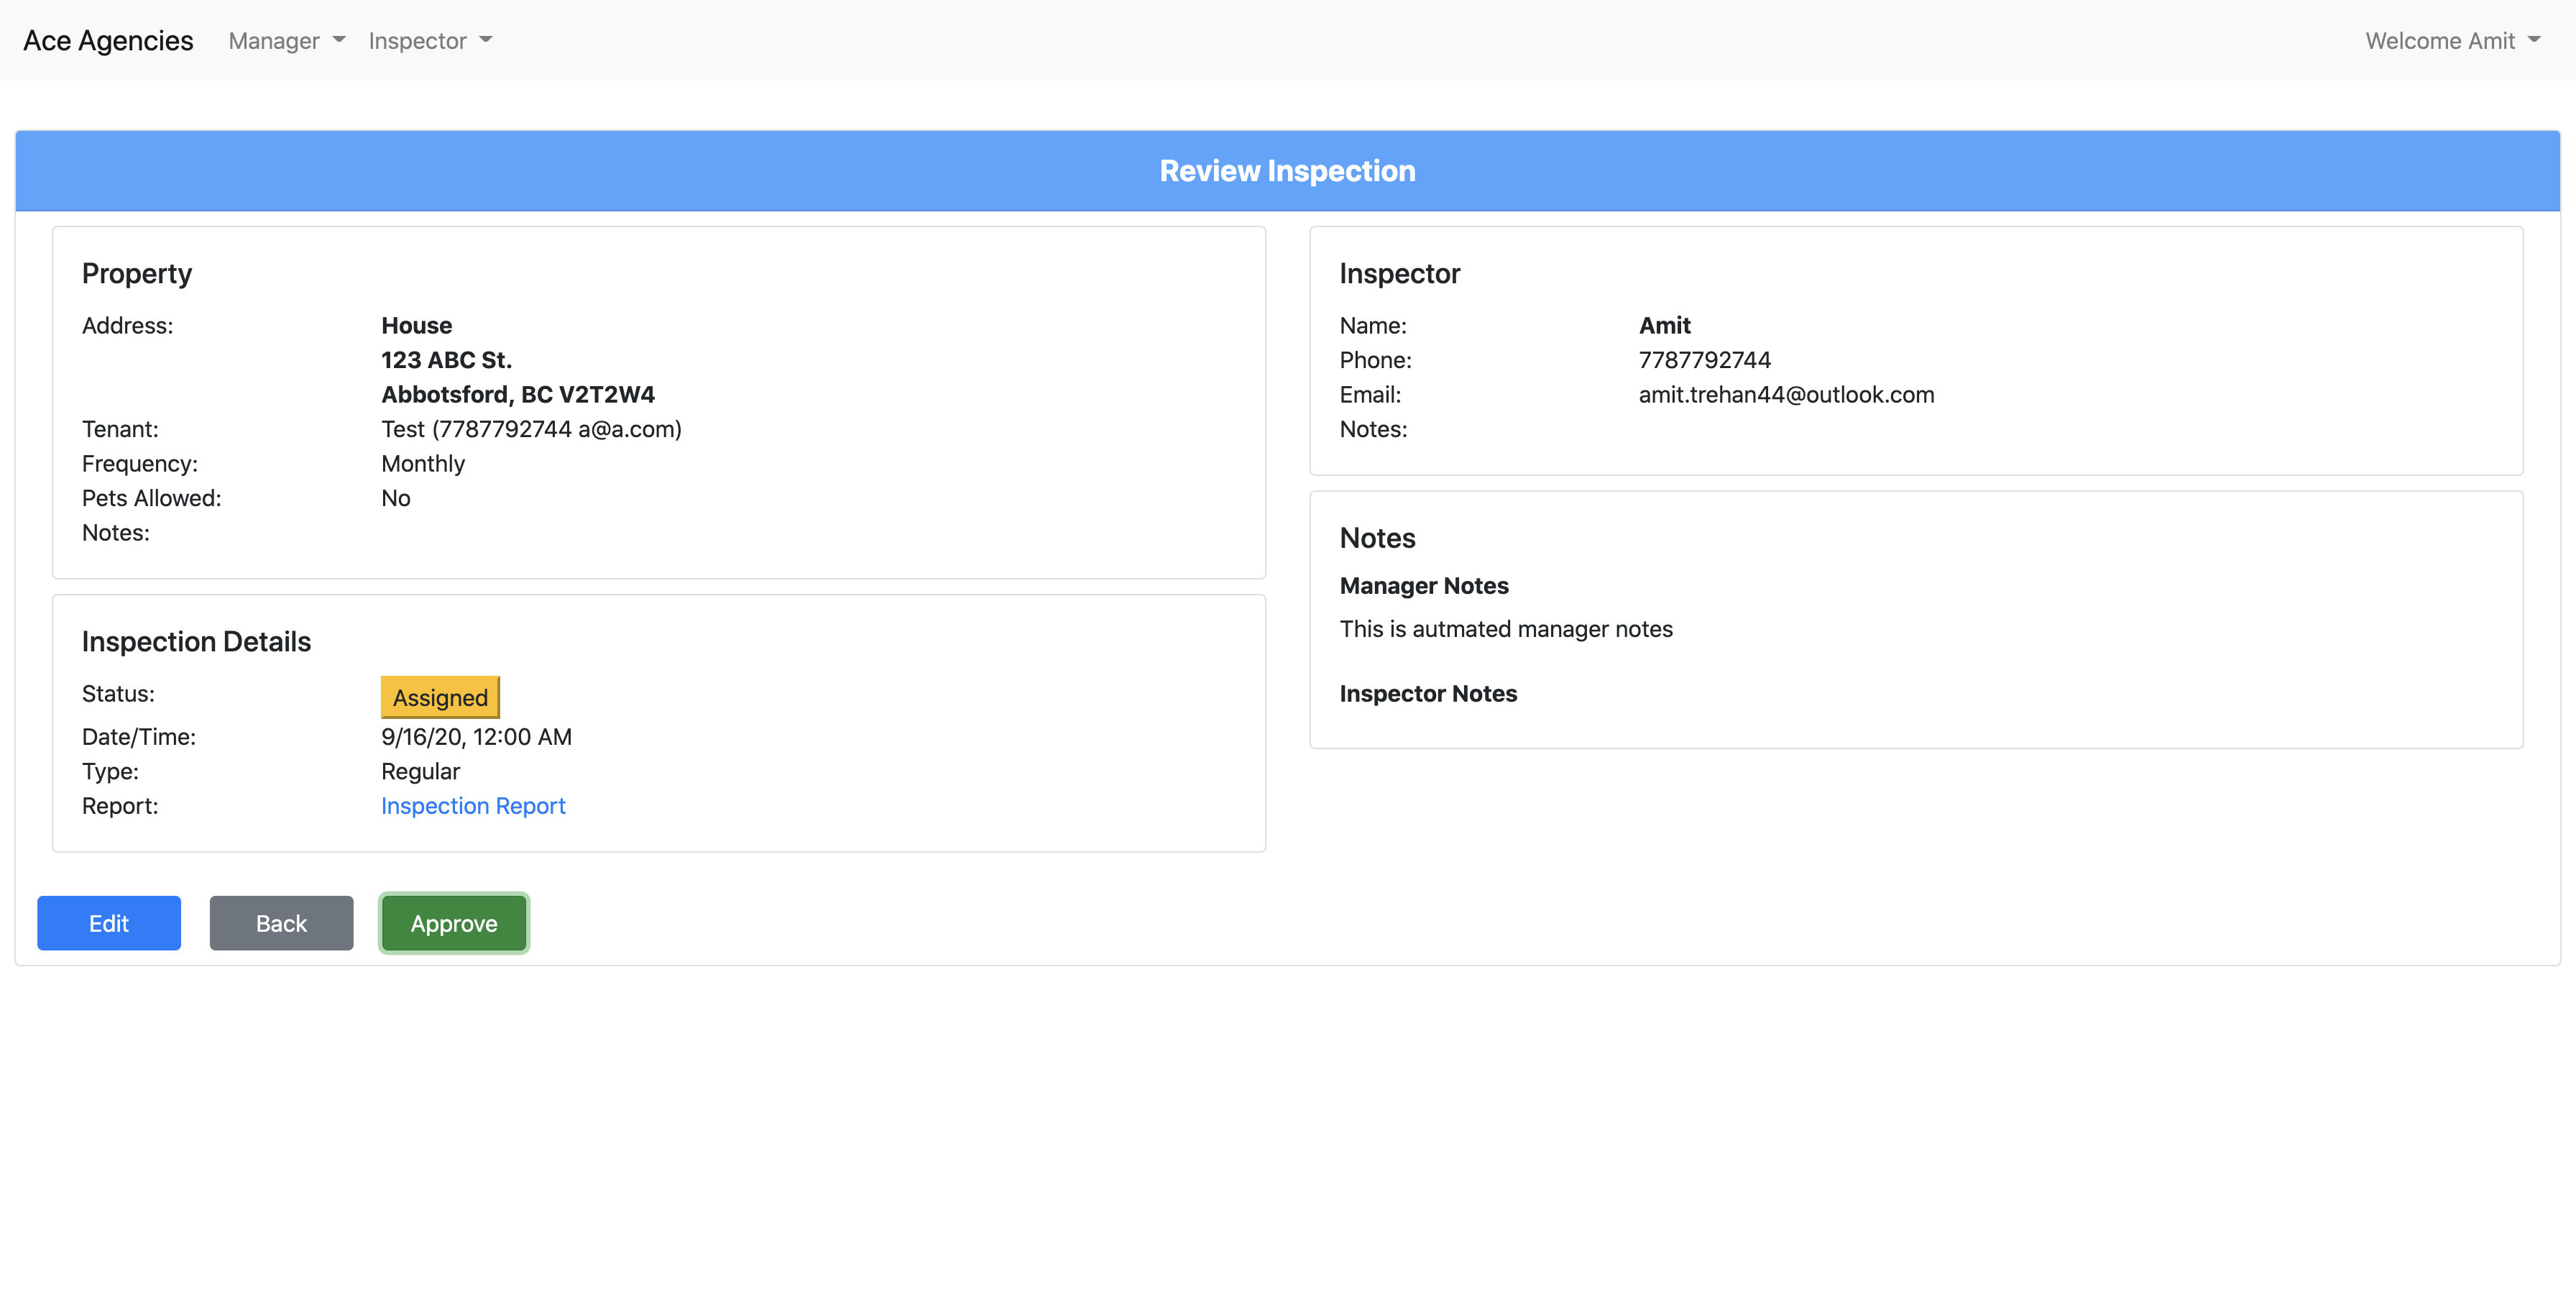 Ace Agencies Manager Inspector Welcome Amit
Review Inspection
Property
Address: House
123 ABC St.
Abbotsford, BC V2T2W4
Tenant: Test (7787792744 a@a.com)
Frequency: Monthly
Pets Allowed: No
Notes:
Inspection Details
Status: Assigned
Date/Time: 9/16/20, 12:00 AM
Type: Regular
Report: Inspection Report
Inspector
Name: Amit
Phone: 7787792744
Email: amit.trehan44@outlook.com
Notes:
Notes
Manager Notes
This is autmated manager notes
Inspector Notes
Edit Back Approve